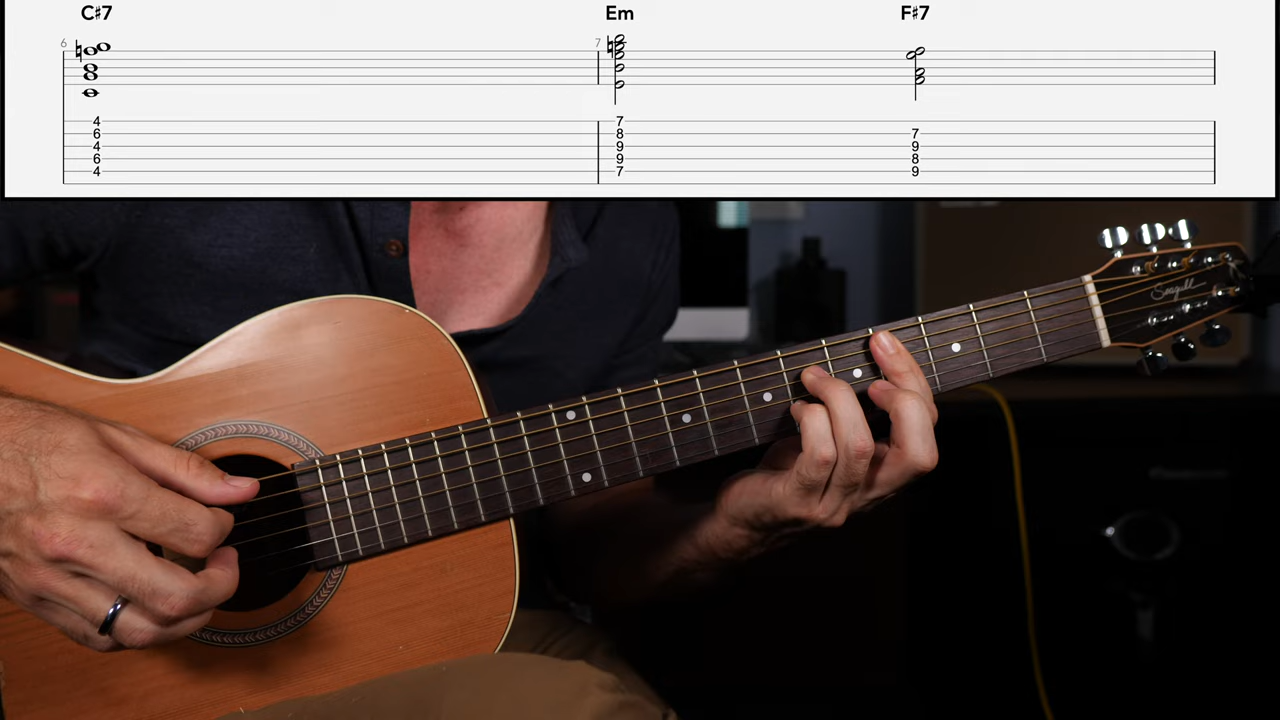 C♯7 Em F♯7
6 7
4 7
6 8 7
4 9 9
6 9 8
4 7 9
Seagull